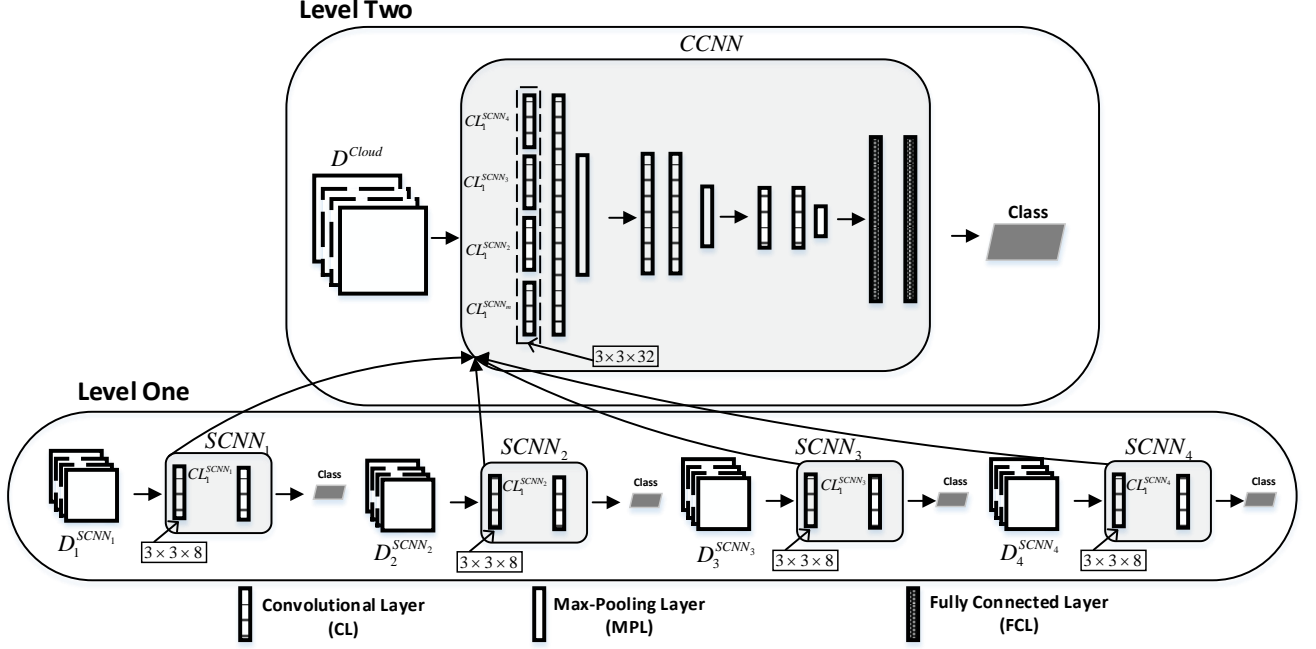 Level Two
CCNN
D^{Cloud}
CL_1^{SCNN_4}
CL_1^{SCNN_3}
CL_1^{SCNN_2}
CL_1^{SCNN_m}
3×3×32
Class
Level One
SCNN_1
CL_1^{SCNN_1}
Class
D_1^{SCNN_1}
3×3×8
SCNN_2
CL_1^{SCNN_2}
Class
D_2^{SCNN_2}
3×3×8
SCNN_3
CL_1^{SCNN_3}
Class
D_3^{SCNN_3}
3×3×8
SCNN_4
CL_1^{SCNN_4}
Class
D_4^{SCNN_4}
3×3×8
Convolutional Layer
(CL)
Max-Pooling Layer
(MPL)
Fully Connected Layer
(FCL)